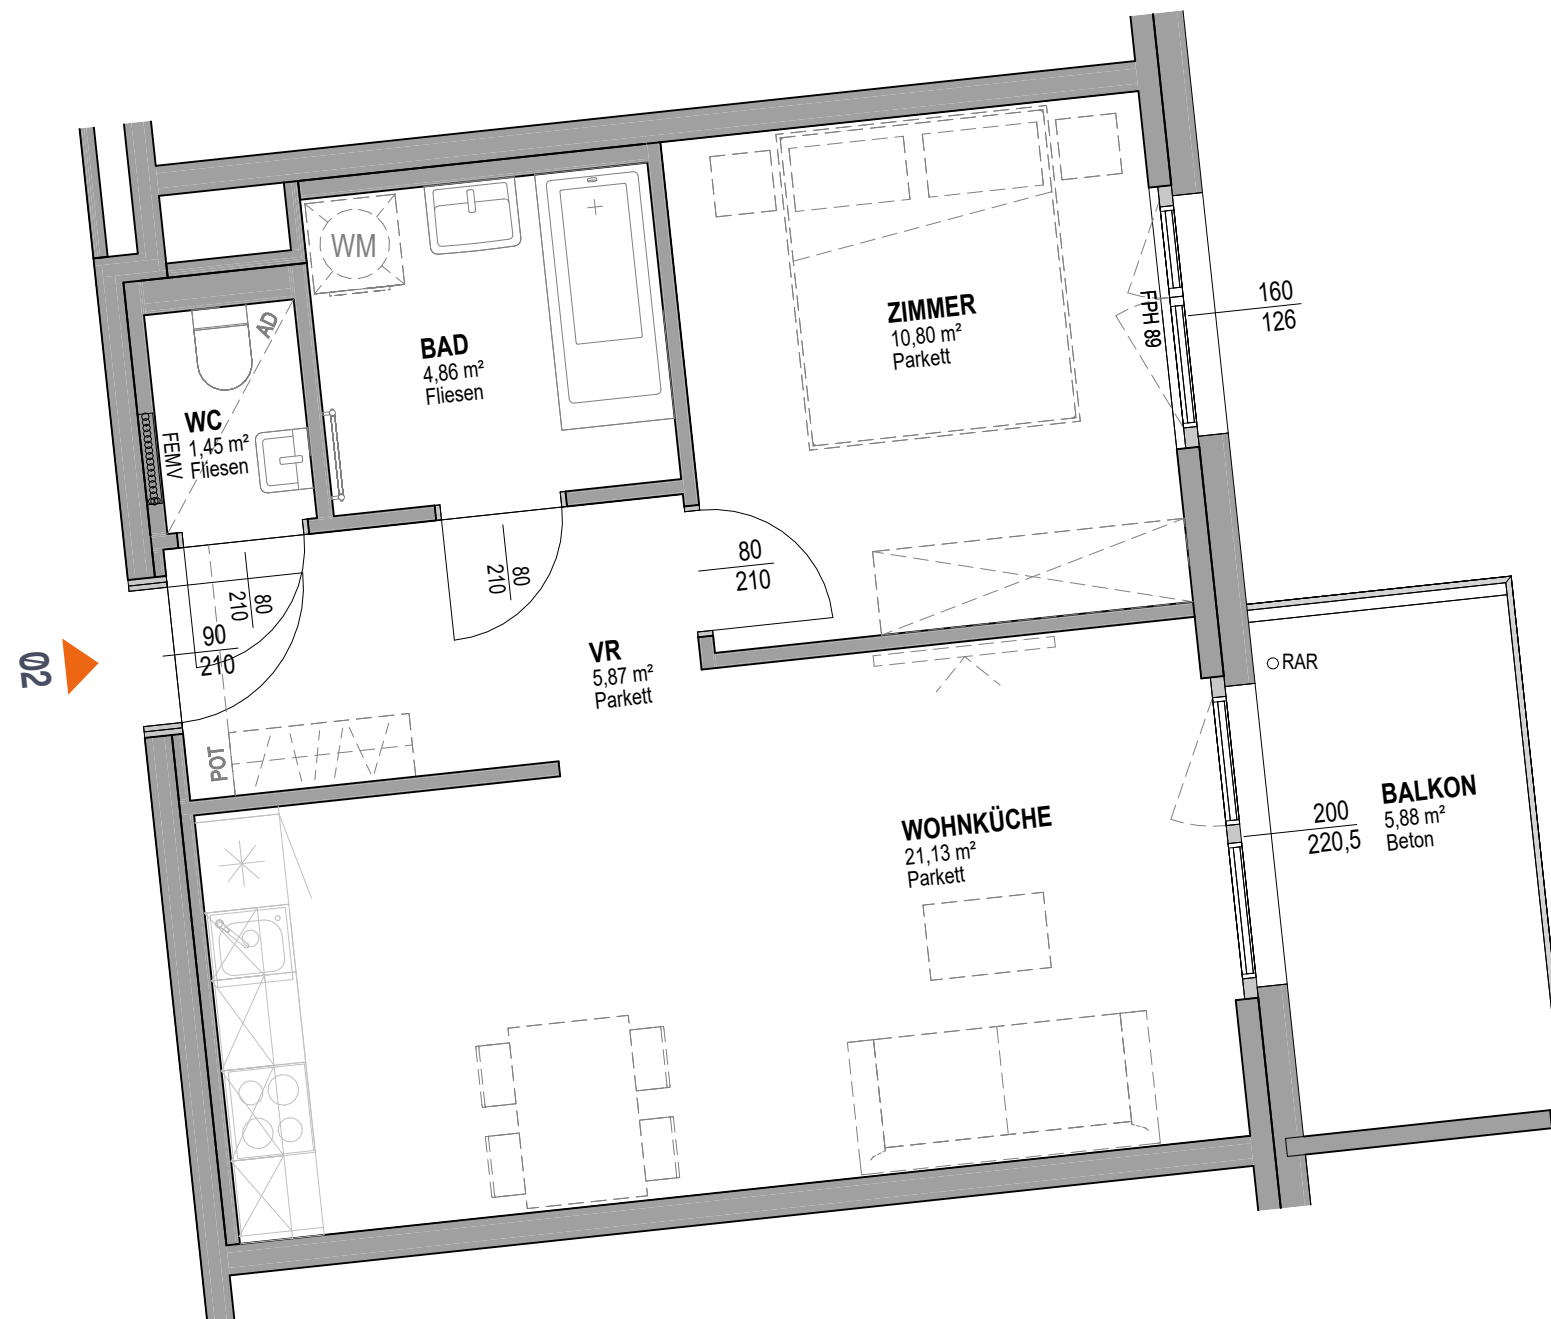 WM
AD
BAD
4,86 m²
Fliesen
WC
1,45 m²
Fliesen
FEMV
ZIMMER
10,80 m²
Parkett
FPH 89
160
126
80
210
80
210
80
210
90
210
02
VR
5,87 m²
Parkett
POT
RAR
WOHNKÜCHE
21,13 m²
Parkett
200
220,5
BALKON
5,88 m²
Beton